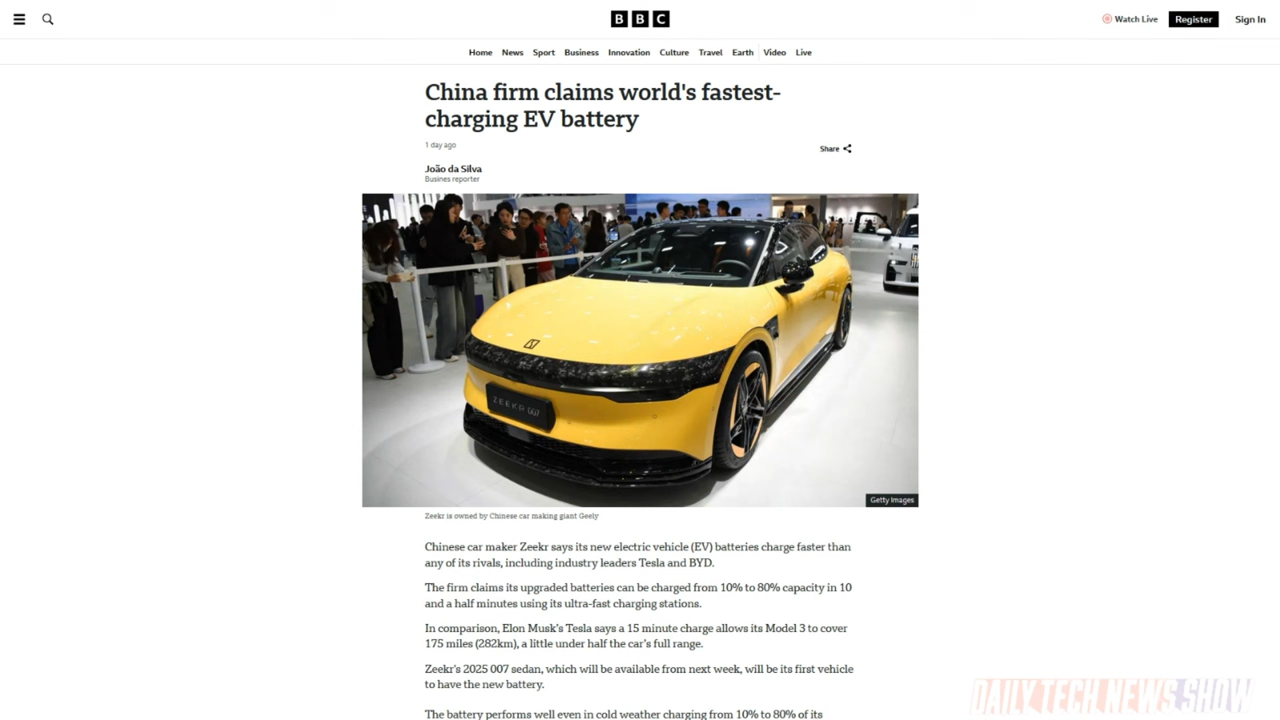 BBC
Watch Live
Register
Sign In
Home
News
Sport
Business
Innovation
Culture
Travel
Earth
Video
Live
China firm claims world's fastest-
charging EV battery
1 day ago
Share
João da Silva
Busines reporter
ZEEKR 007
Getty Images
Zeekr is owned by Chinese car making giant Geely
Chinese car maker Zeekr says its new electric vehicle (EV) batteries charge faster than
any of its rivals, including industry leaders Tesla and BYD.
The firm claims its upgraded batteries can be charged from 10% to 80% capacity in 10
and a half minutes using its ultra-fast charging stations.
In comparison, Elon Musk's Tesla says a 15 minute charge allows its Model 3 to cover
175 miles (282km), a little under half the car's full range.
Zeekr's 2025 007 sedan, which will be available from next week, will be its first vehicle
to have the new battery.
The battery performs well even in cold weather charging from 10% to 80% of its
DAILY TECH NEWS SHOW